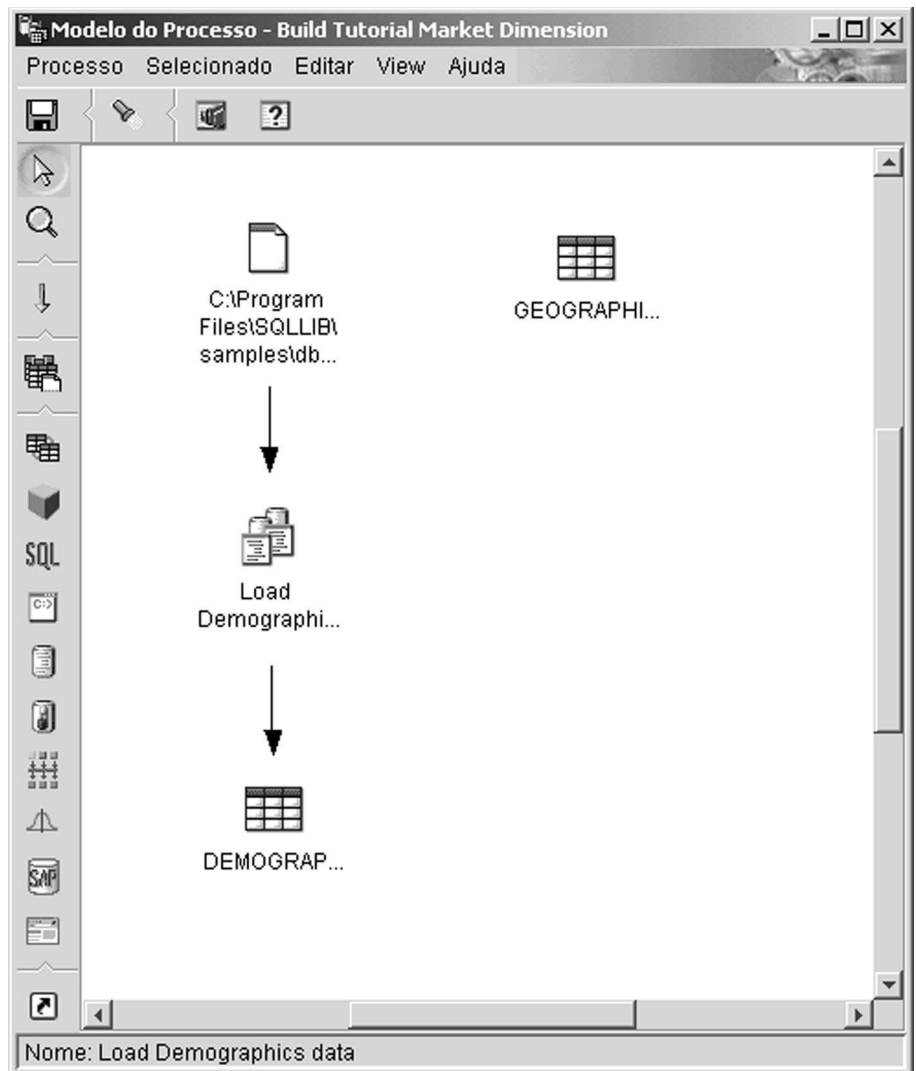 Modelo do Processo - Build Tutorial Market Dimension
Processo Selecionado Editar View Ajuda
?
C:\Program
Files\SQLLIB\
samples\db...
GEOGRAPHI...
Load
Demographi...
DEMOGRAP...
SQL
C:>
SAP
Nome: Load Demographics data